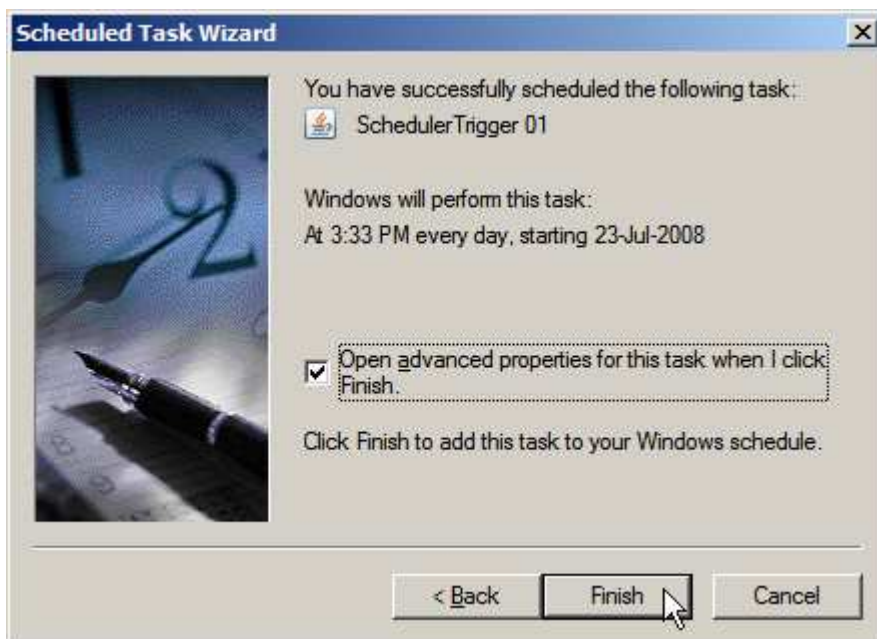 Scheduled Task Wizard
You have successfully scheduled the following task:
SchedulerTrigger 01
Windows will perform this task:
At 3:33 PM every day, starting 23-Jul-2008
Open advanced properties for this task when I click
Finish.
Click Finish to add this task to your Windows schedule.
< Back
Finish
Cancel